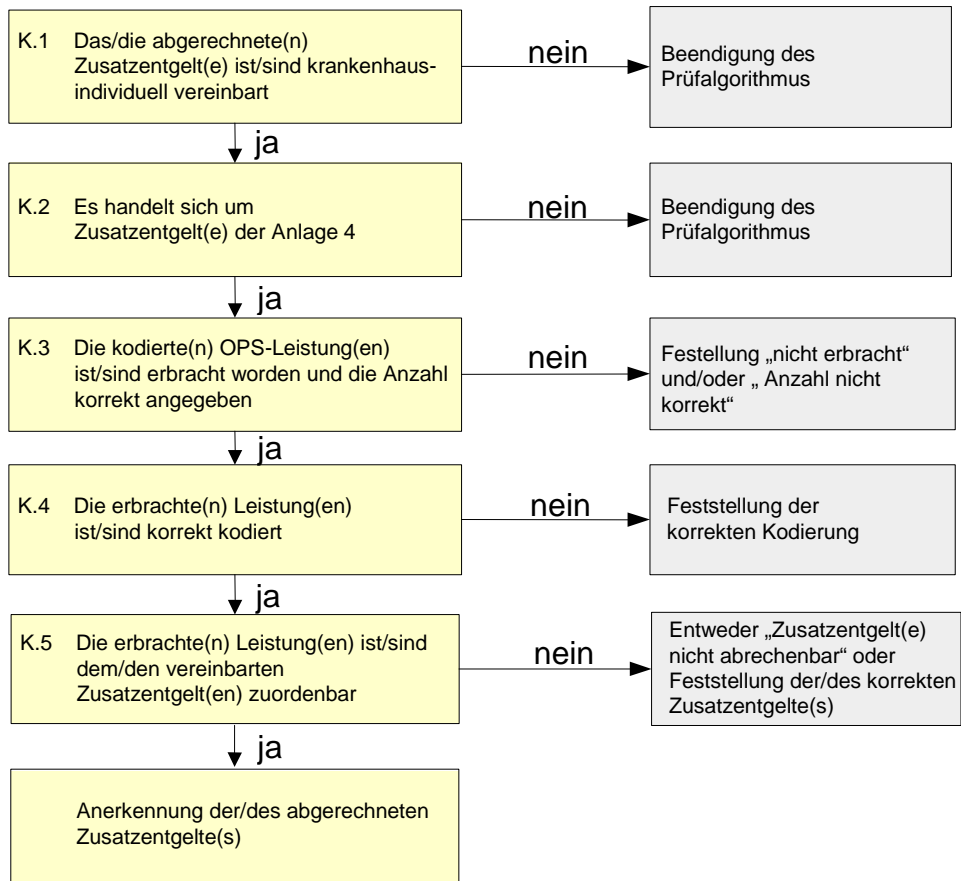 K.1 Das/die abgerechnete(n)
Zusatzentgelt(e) ist/sind krankenhaus-
individuell vereinbart
nein
Beendigung des
Prüfalgorithmus
ja
K.2 Es handelt sich um
Zusatzentgelt(e) der Anlage 4
nein
Beendigung des
Prüfalgorithmus
ja
K.3 Die kodierte(n) OPS-Leistung(en)
ist/sind erbracht worden und die Anzahl
korrekt angegeben
nein
Festellung „nicht erbracht“
und/oder „ Anzahl nicht
korrekt“
ja
K.4 Die erbrachte(n) Leistung(en)
ist/sind korrekt kodiert
nein
Feststellung der
korrekten Kodierung
ja
K.5 Die erbrachte(n) Leistung(en) ist/sind
dem/den vereinbarten
Zusatzentgelt(en) zuordenbar
nein
Entweder „Zusatzentgelt(e)
nicht abrechenbar“ oder
Feststellung der/des korrekten
Zusatzentgelte(s)
ja
Anerkennung der/des abgerechneten
Zusatzentgelte(s)